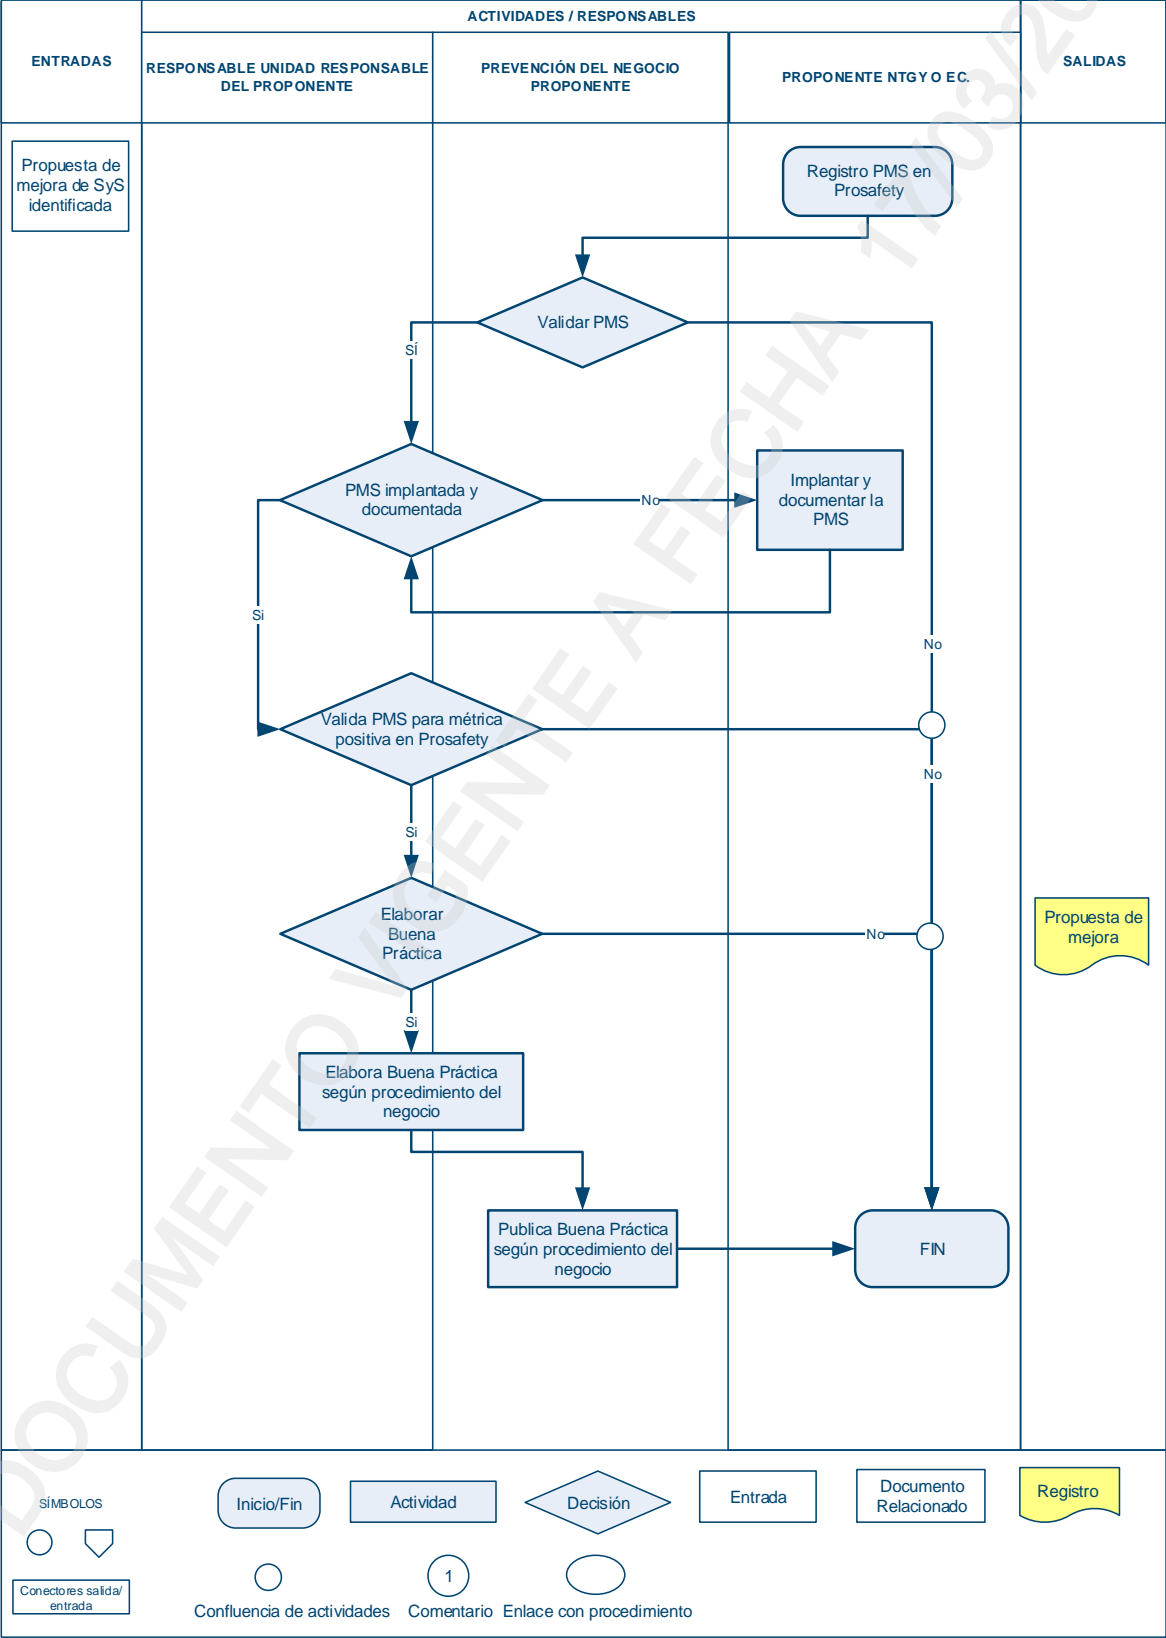 ACTIVIDADES / RESPONSABLES
ENTRADAS
RESPONSABLE UNIDAD RESPONSABLE
DEL PROPONENTE
PREVENCIÓN DEL NEGOCIO
PROPONENTE
PROPONENTE NTGY O EC.
SALIDAS
Propuesta de
mejora de SyS
identificada
Registro PMS en
Prosafety
Validar PMS
SÍ
PMS implantada y
documentada
No
Implantar y
documentar la
PMS
Si
No
Valida PMS para métrica
positiva en Prosafety
No
Si
Elaborar
Buena
Práctica
No
Propuesta de
mejora
Si
Elabora Buena Práctica
según procedimiento del
negocio
Publica Buena Práctica
según procedimiento del
negocio
FIN
SÍMBOLOS
Inicio/Fin
Actividad
Decisión
Entrada
Documento
Relacionado
Registro
Conectores salida/
entrada
1
Confluencia de actividades
Comentario
Enlace con procedimiento
DOCUMENTO VIGENTE A FECHA 17/03/20